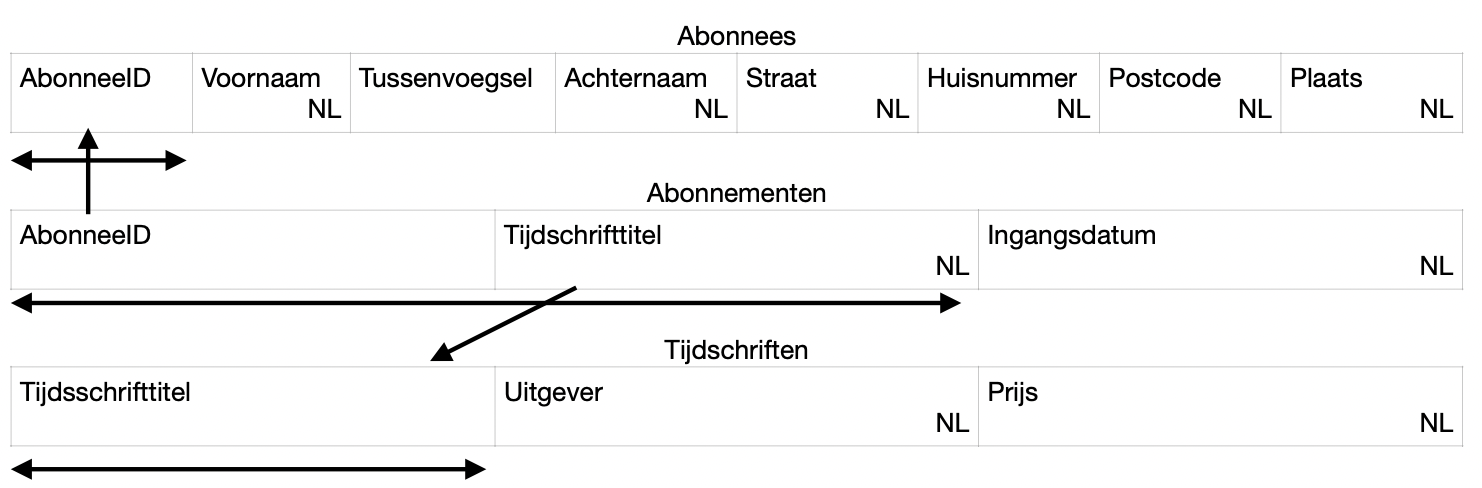 Abonnees
AbonneeID Voornaam Tussenvoegsel Achternaam Straat Huisnummer Postcode Plaats
NL NL NL NL NL NL
Abonnementen
AbonneeID Tijdschrifttitel Ingangsdatum
NL NL
Tijdschriften
Tijdsschrifttitel Uitgever Prijs
NL NL